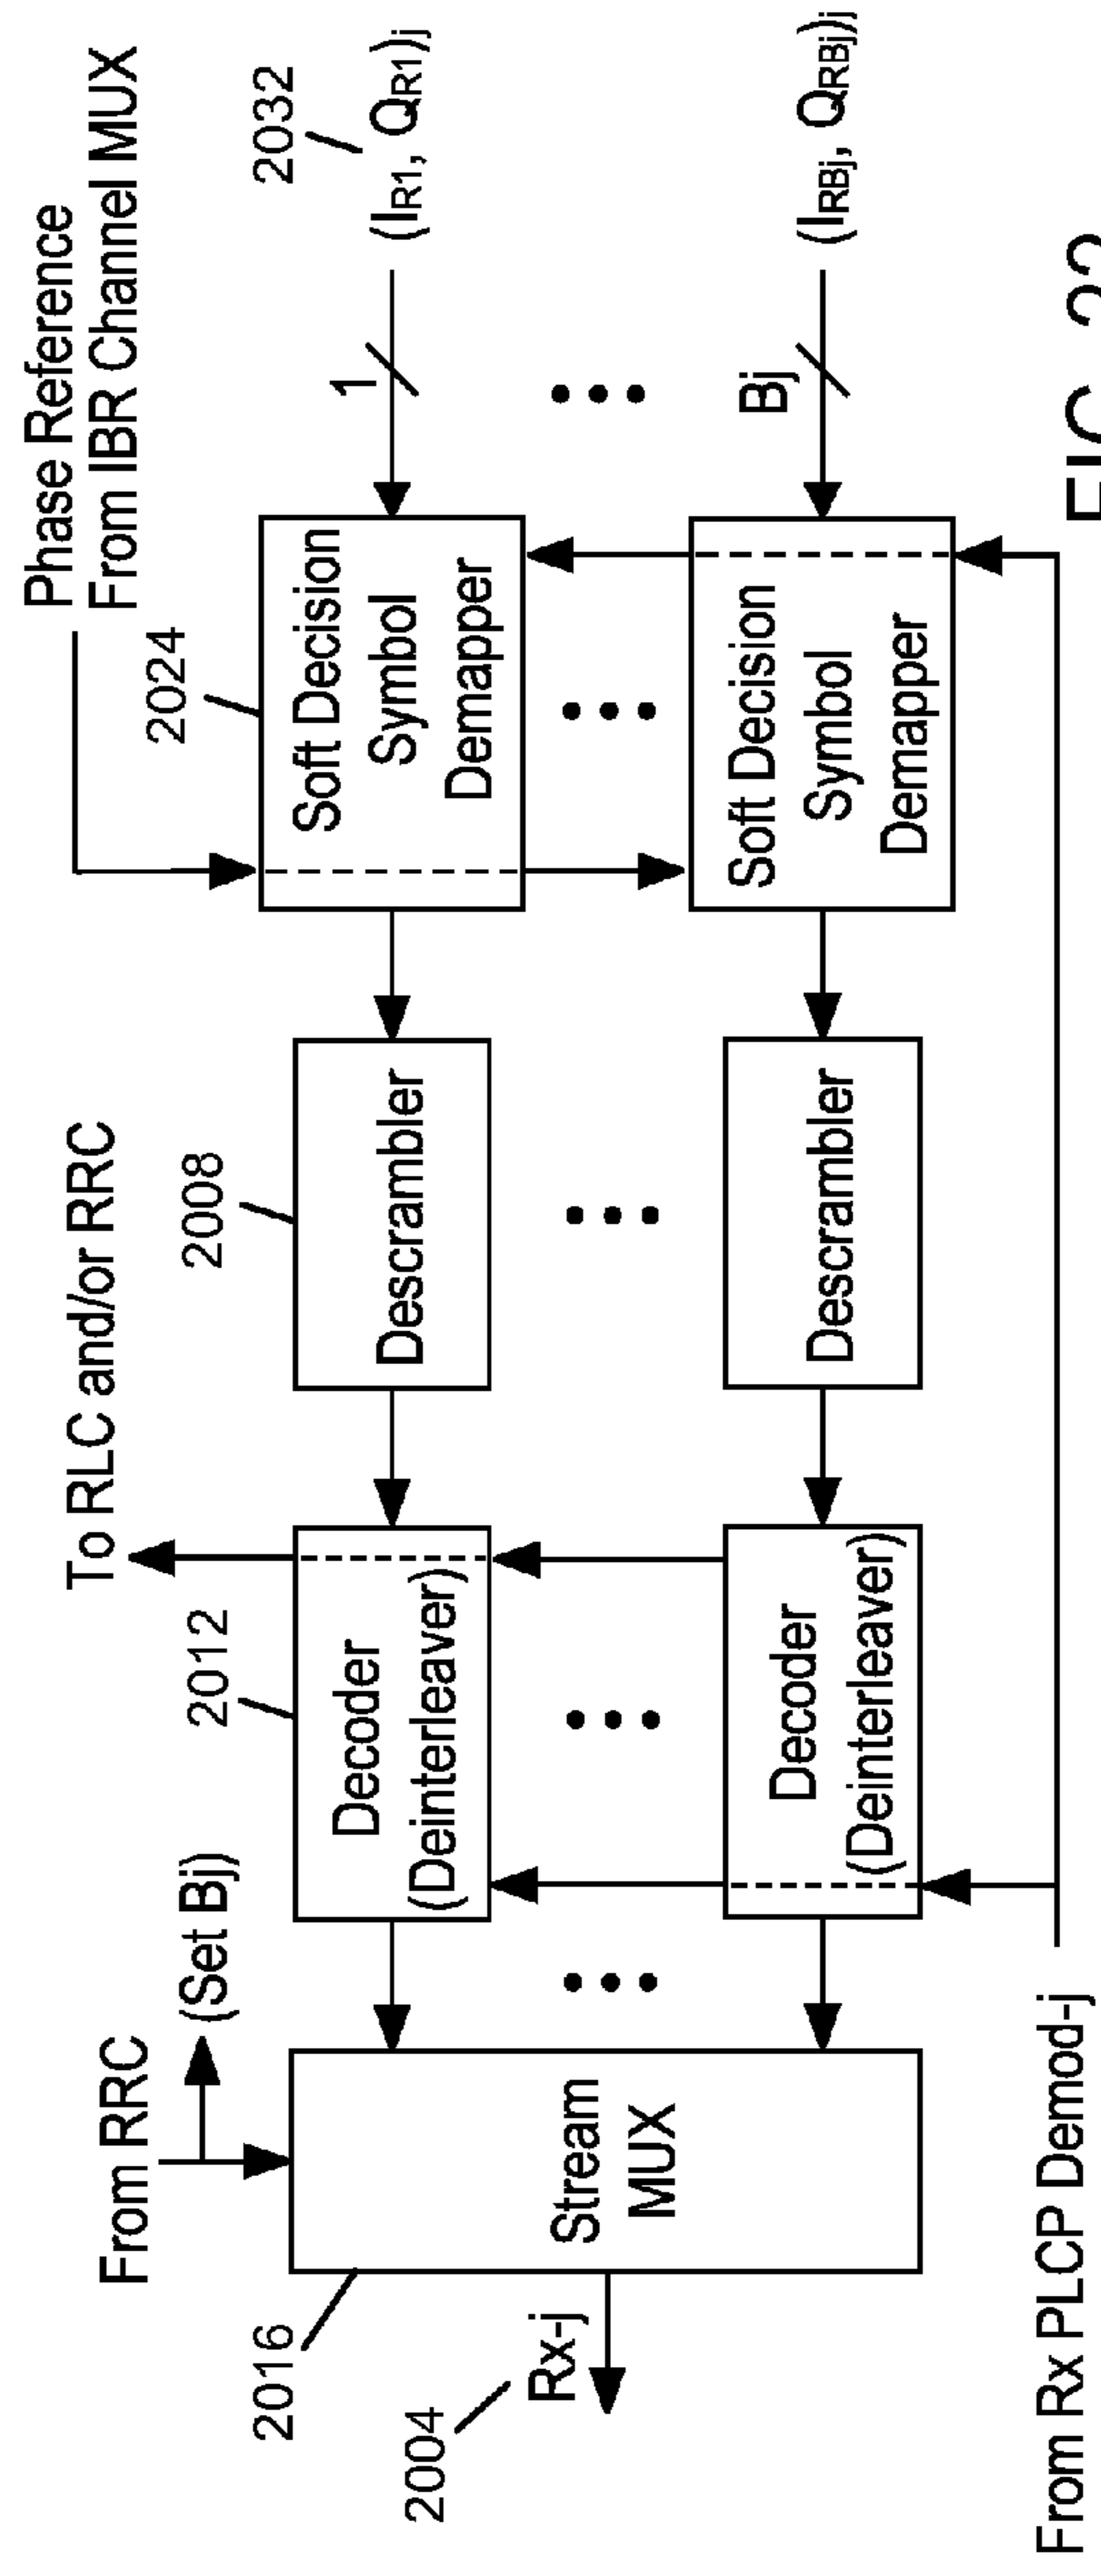 Phase Reference
From IBR Channel MUX
To RLC and/or RRC
From RRC
(Set Bj)
2016
2012
2008
2024
2032
2004
Rx-j
Stream
MUX
Decoder
(Deinterleaver)
Descrambler
Soft Decision
Symbol
Demapper
1
(IR1, QR1)j
Decoder
(Deinterleaver)
Descrambler
Soft Decision
Symbol
Demapper
Bj
(IRBj, QRBj)j
From Rx PLCP Demod-j